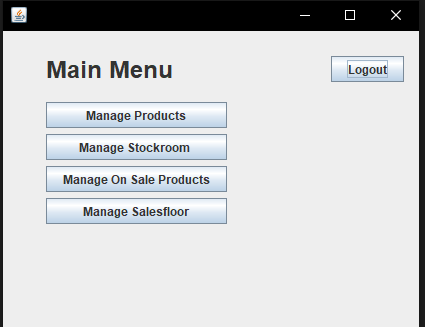 Main Menu
Logout
Manage Products
Manage Stockroom
Manage On Sale Products
Manage Salesfloor